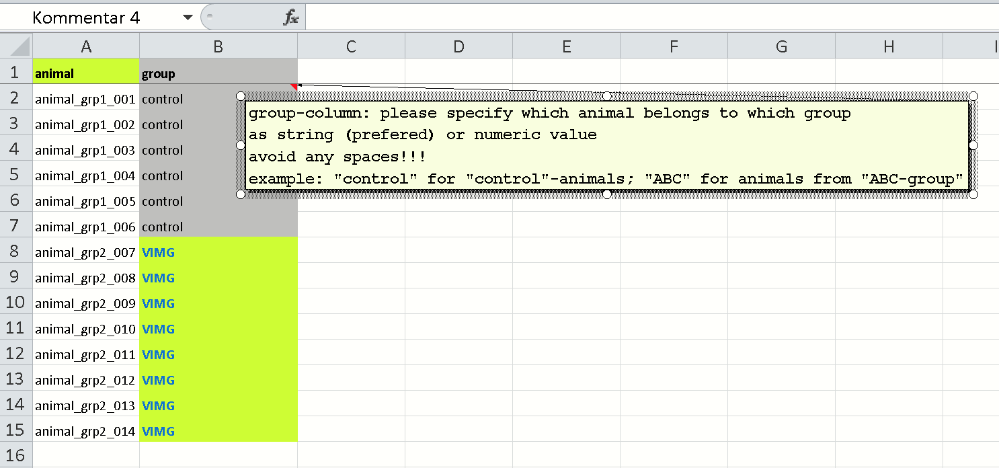 Kommentar 4 fx
A B C D E F G H I
1 animal group
2 animal_grp1_001 control
3 animal_grp1_002 control
4 animal_grp1_003 control
5 animal_grp1_004 control
6 animal_grp1_005 control
7 animal_grp1_006 control
8 animal_grp2_007 VIMG
9 animal_grp2_008 VIMG
10 animal_grp2_009 VIMG
11 animal_grp2_010 VIMG
12 animal_grp2_011 VIMG
13 animal_grp2_012 VIMG
14 animal_grp2_013 VIMG
15 animal_grp2_014 VIMG
16
group-column: please specify which animal belongs to which group
as string (prefered) or numeric value
avoid any spaces!!!
example: "control" for "control"-animals; "ABC" for animals from "ABC-group"